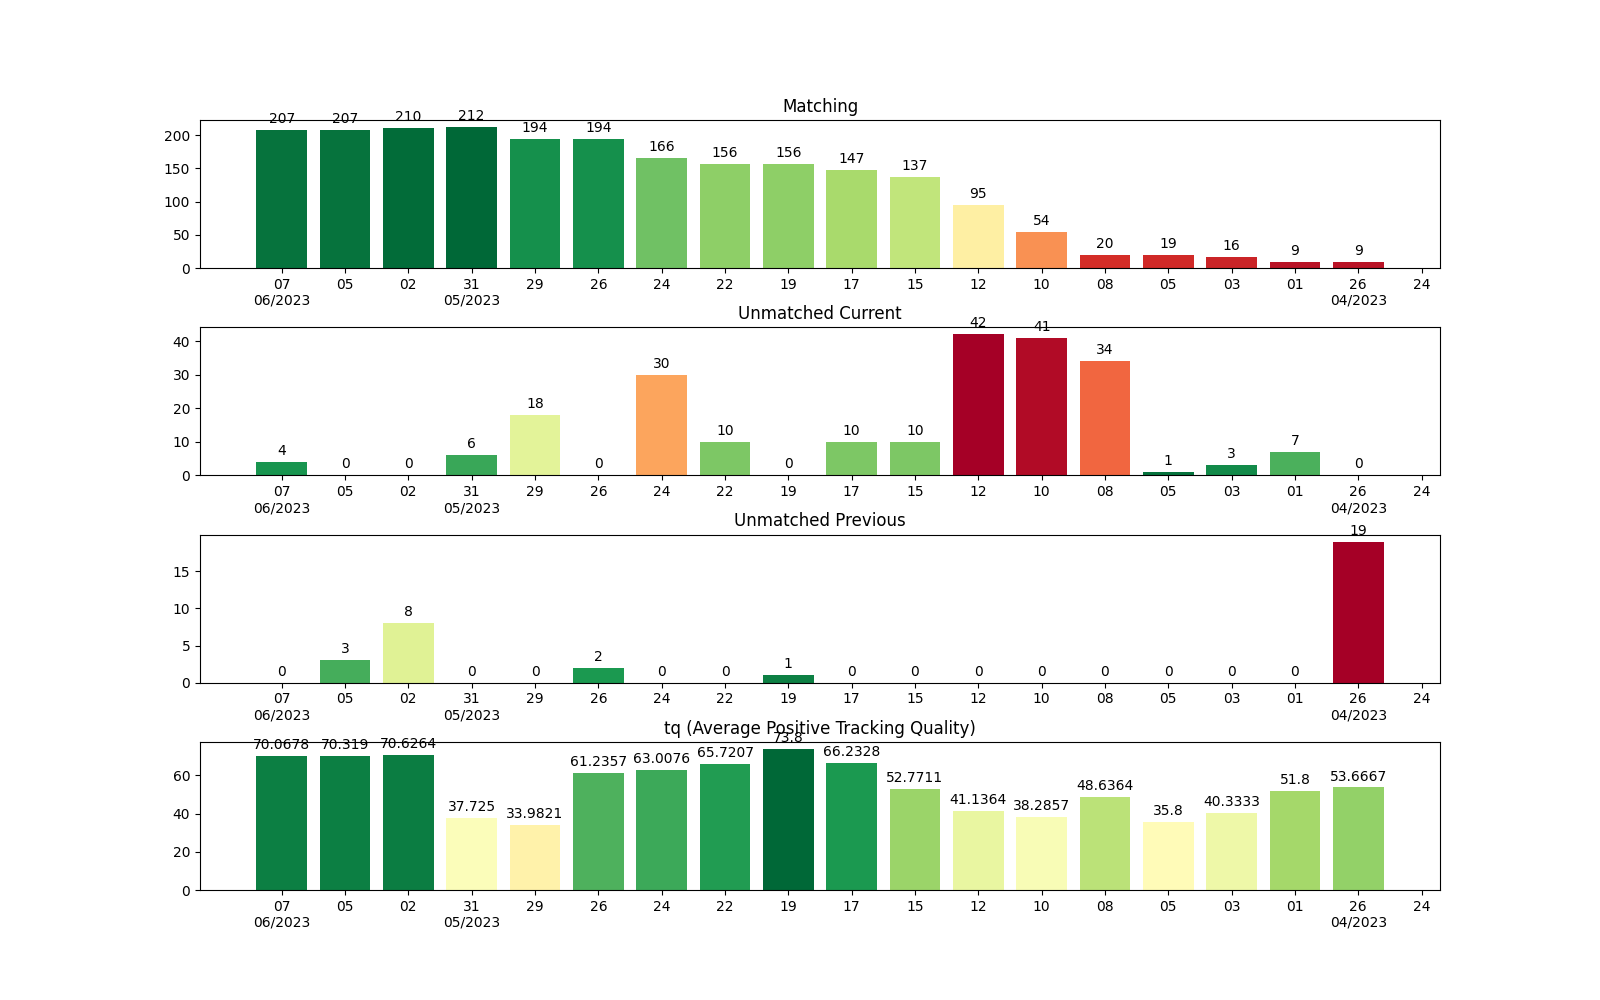 Matching
207 207 210 212 194 194 166 156 156 147 137 95 54 20 19 16 9 9
200
150
100
50
0
07 05 02 31 29 26 24 22 19 17 15 12 10 08 05 03 01 26 24
06/2023 05/2023 04/2023
Unmatched Current
4 0 0 6 18 0 30 10 0 10 10 42 41 34 1 3 7 0
40
30
20
10
0
07 05 02 31 29 26 24 22 19 17 15 12 10 08 05 03 01 26 24
06/2023 05/2023 04/2023
Unmatched Previous
0 3 8 0 0 2 0 0 1 0 0 0 0 0 0 0 0 19
15
10
5
0
07 05 02 31 29 26 24 22 19 17 15 12 10 08 05 03 01 26 24
06/2023 05/2023 04/2023
tq (Average Positive Tracking Quality)
70.0678 70.319 70.6264 37.725 33.9821 61.2357 63.0076 65.7207 73.8 66.2328 52.7711 41.1364 38.2857 48.6364 35.8 40.3333 51.8 53.6667
60
40
20
0
07 05 02 31 29 26 24 22 19 17 15 12 10 08 05 03 01 26 24
06/2023 05/2023 04/2023